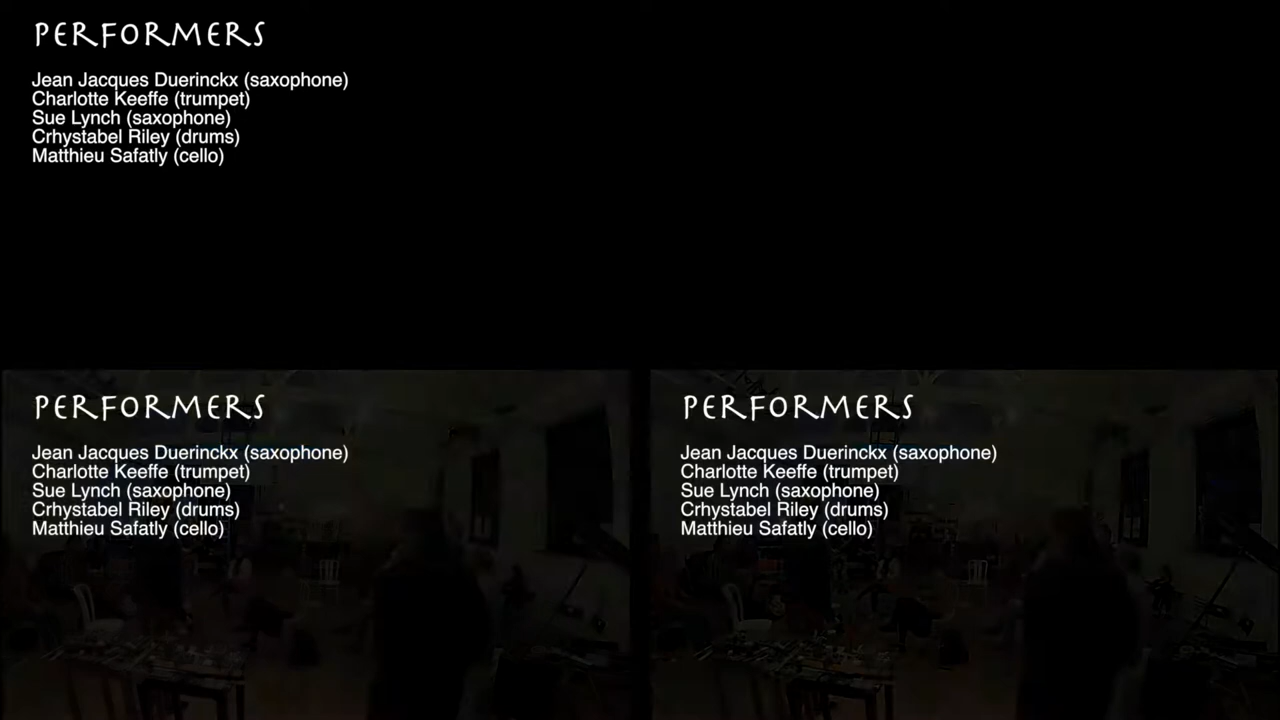 PERFORMERS
Jean Jacques Duerinckx (saxophone)
Charlotte Keeffe (trumpet)
Sue Lynch (saxophone)
Crhystabel Riley (drums)
Matthieu Safatly (cello)
PERFORMERS
Jean Jacques Duerinckx (saxophone)
Charlotte Keeffe (trumpet)
Sue Lynch (saxophone)
Crhystabel Riley (drums)
Matthieu Safatly (cello)
PERFORMERS
Jean Jacques Duerinckx (saxophone)
Charlotte Keeffe (trumpet)
Sue Lynch (saxophone)
Crhystabel Riley (drums)
Matthieu Safatly (cello)